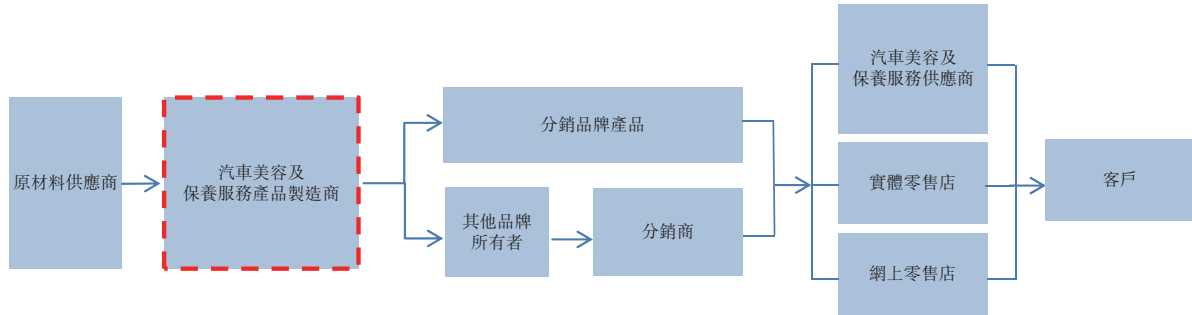 原材料供應商
汽車美容及
保養服務產品製造商
分銷品牌產品
其他品牌
所有者
分銷商
汽車美容及
保養服務供應商
實體零售店
網上零售店
客戶